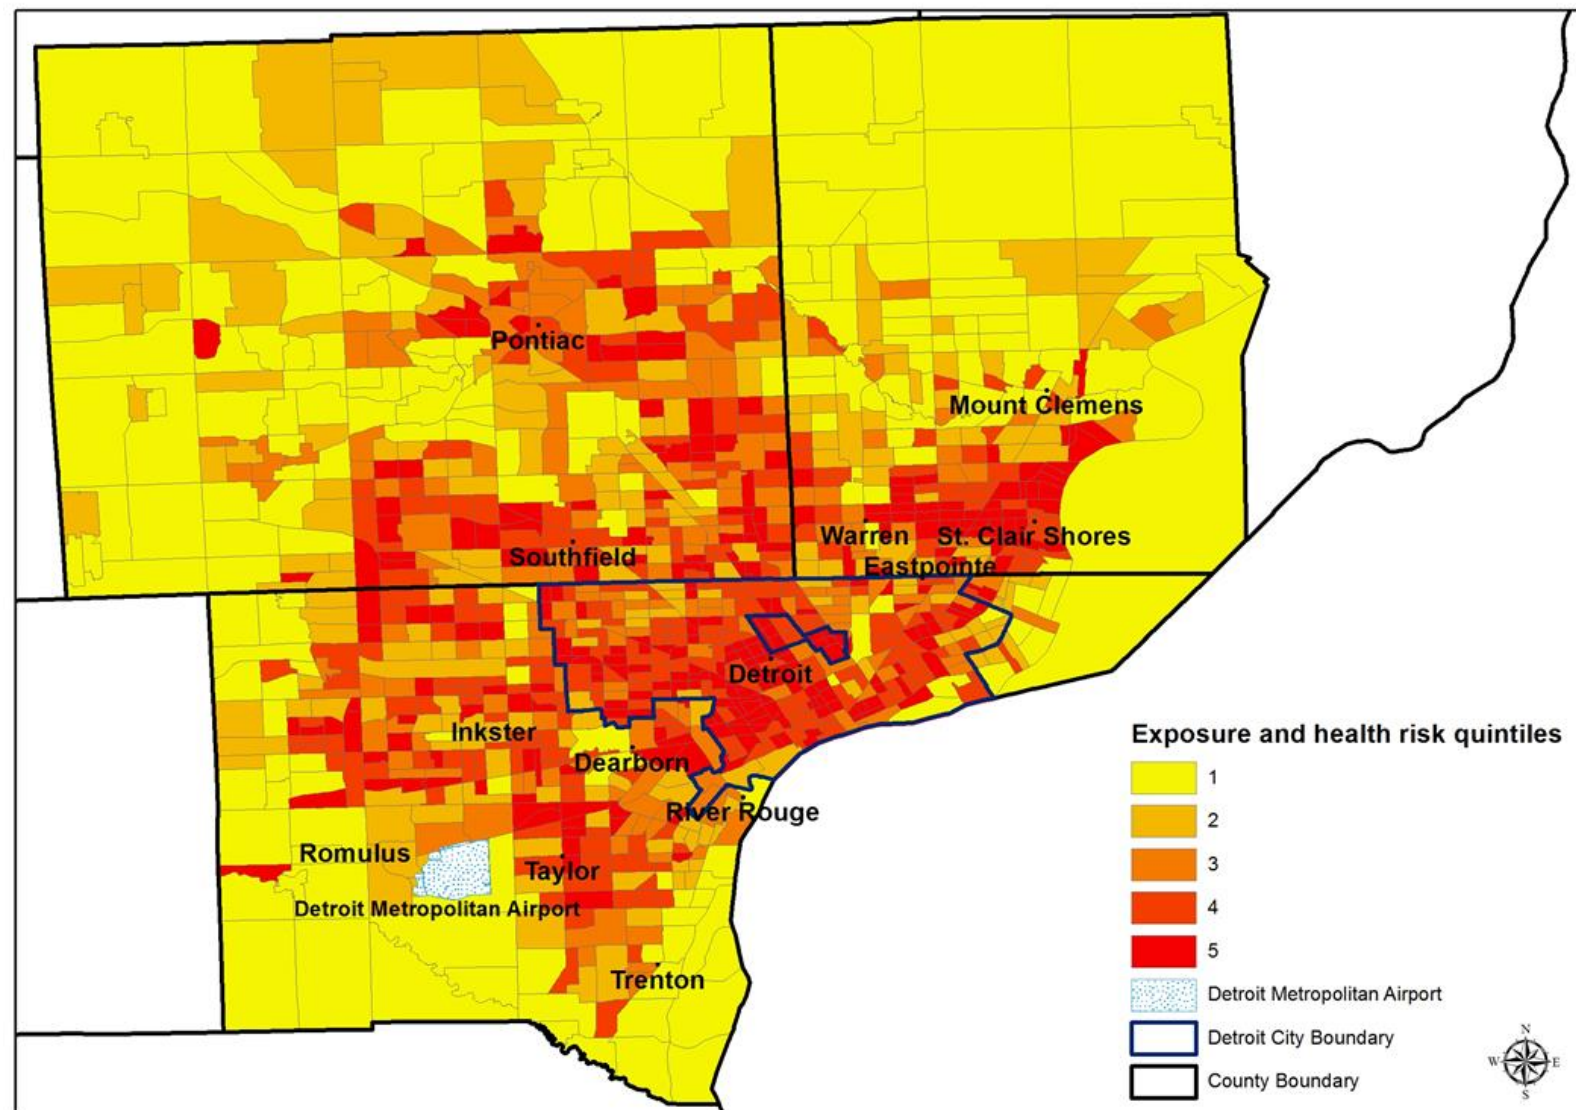 Pontiac
Mount Clemens
Warren
St. Clair Shores
Southfield
Eastpointe
Detroit
Inkster
Dearborn
River Rouge
Romulus
Taylor
Detroit Metropolitan Airport
Trenton
Exposure and health risk quintiles
1
2
3
4
5
Detroit Metropolitan Airport
Detroit City Boundary
County Boundary
N
W
E
S